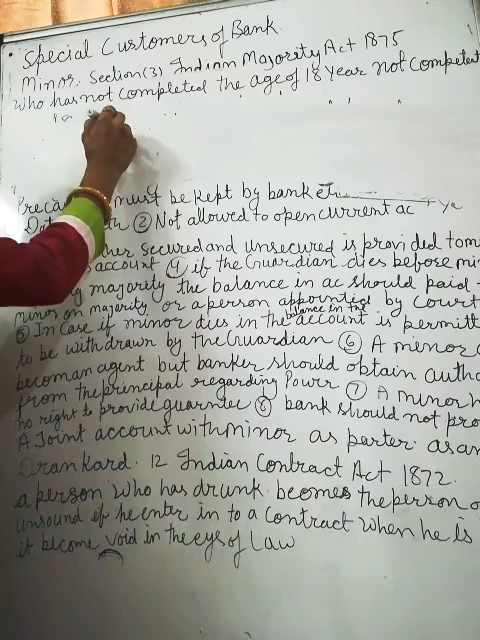 • Special Customers of Bank.
Minor. Section(3) Indian Majority Act 1875
Who has not completed the age of 18 year not Competent
must be kept by banker
② Not allowed to open current ac
secured and unsecured is provided to
account ④ if the Guardian dies before
majority the balance in ac should paid
minor on majority or a person appointed by Court
⑤ In Case if minor dies in the balance in the account is permitt
to be withdrawn by the Guardian ⑥ A menor
becoman agent but banker should obtain autho
from the principal regarding Power ⑦ A minor h
no right to provide guarntee ⑧ bank should not pro
A Joint account with minor as parter. as an
Drankard. 12 Indian Contract Act 1872.
a person who has drunk. becomes the person o
unsound if he enter in to a contract when he is
it become void in the eyes of Law